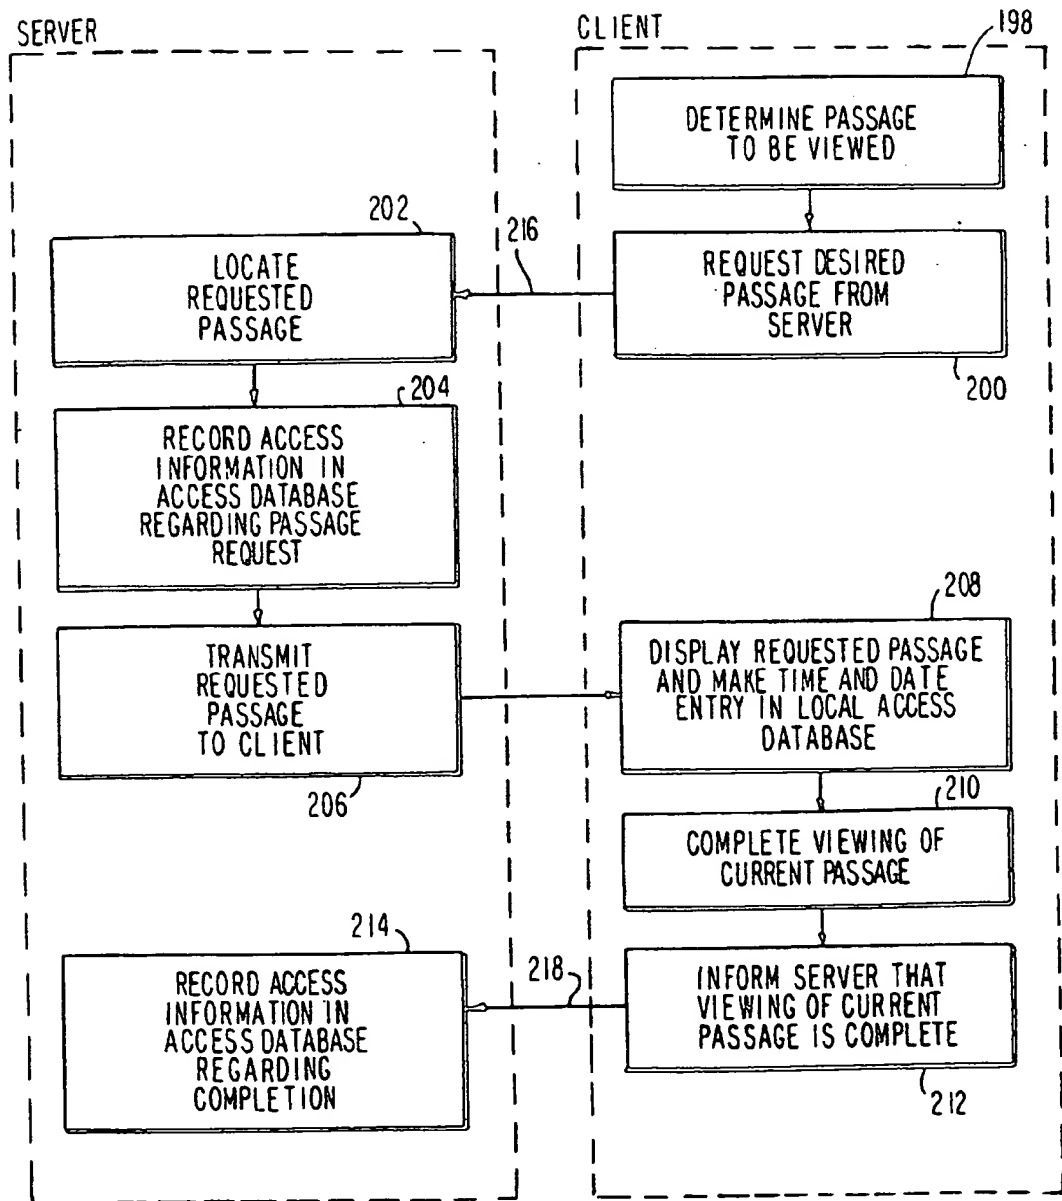 SERVER
CLIENT
198
DETERMINE PASSAGE
TO BE VIEWED
202
LOCATE
REQUESTED
PASSAGE
216
REQUEST DESIRED
PASSAGE FROM
SERVER
200
204
RECORD ACCESS
INFORMATION IN
ACCESS DATABASE
REGARDING PASSAGE
REQUEST
TRANSMIT
REQUESTED
PASSAGE
TO CLIENT
206
208
DISPLAY REQUESTED PASSAGE
AND MAKE TIME AND DATE
ENTRY IN LOCAL ACCESS
DATABASE
210
COMPLETE VIEWING OF
CURRENT PASSAGE
214
RECORD ACCESS
INFORMATION IN
ACCESS DATABASE
REGARDING
COMPLETION
218
INFORM SERVER THAT
VIEWING OF CURRENT
PASSAGE IS COMPLETE
212